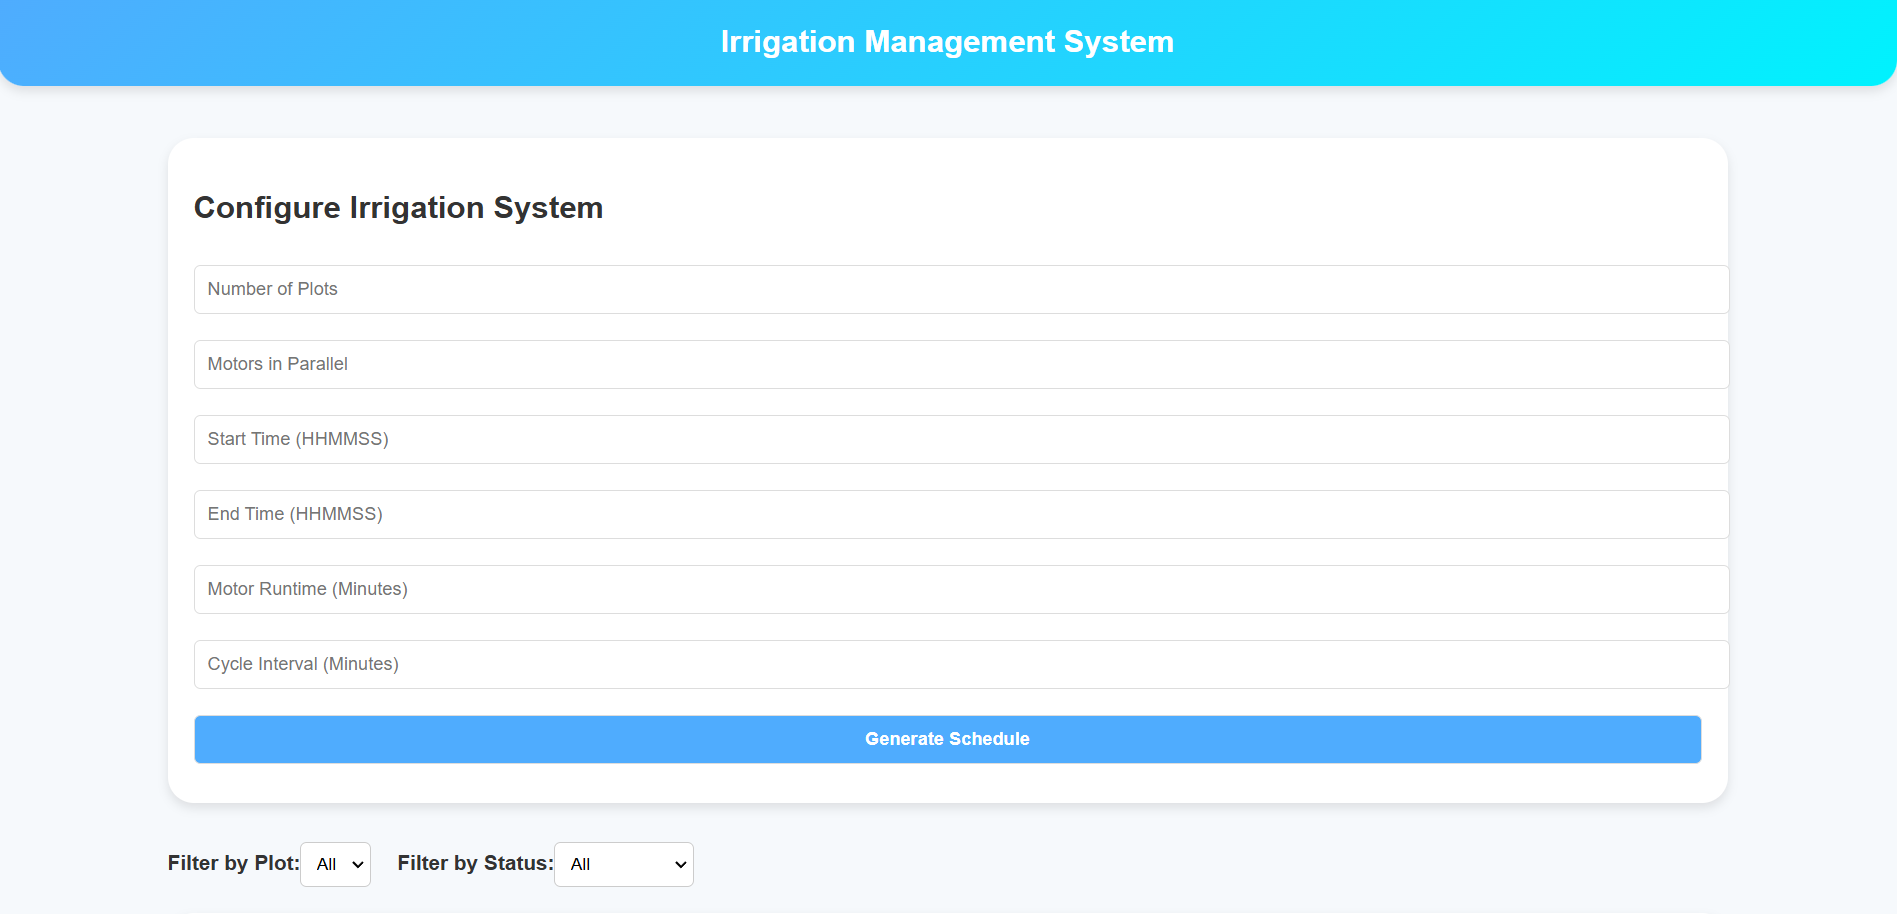 Irrigation Management System
Configure Irrigation System
Number of Plots
Motors in Parallel
Start Time (HHMMSS)
End Time (HHMMSS)
Motor Runtime (Minutes)
Cycle Interval (Minutes)
Generate Schedule
Filter by Plot: All Filter by Status: All